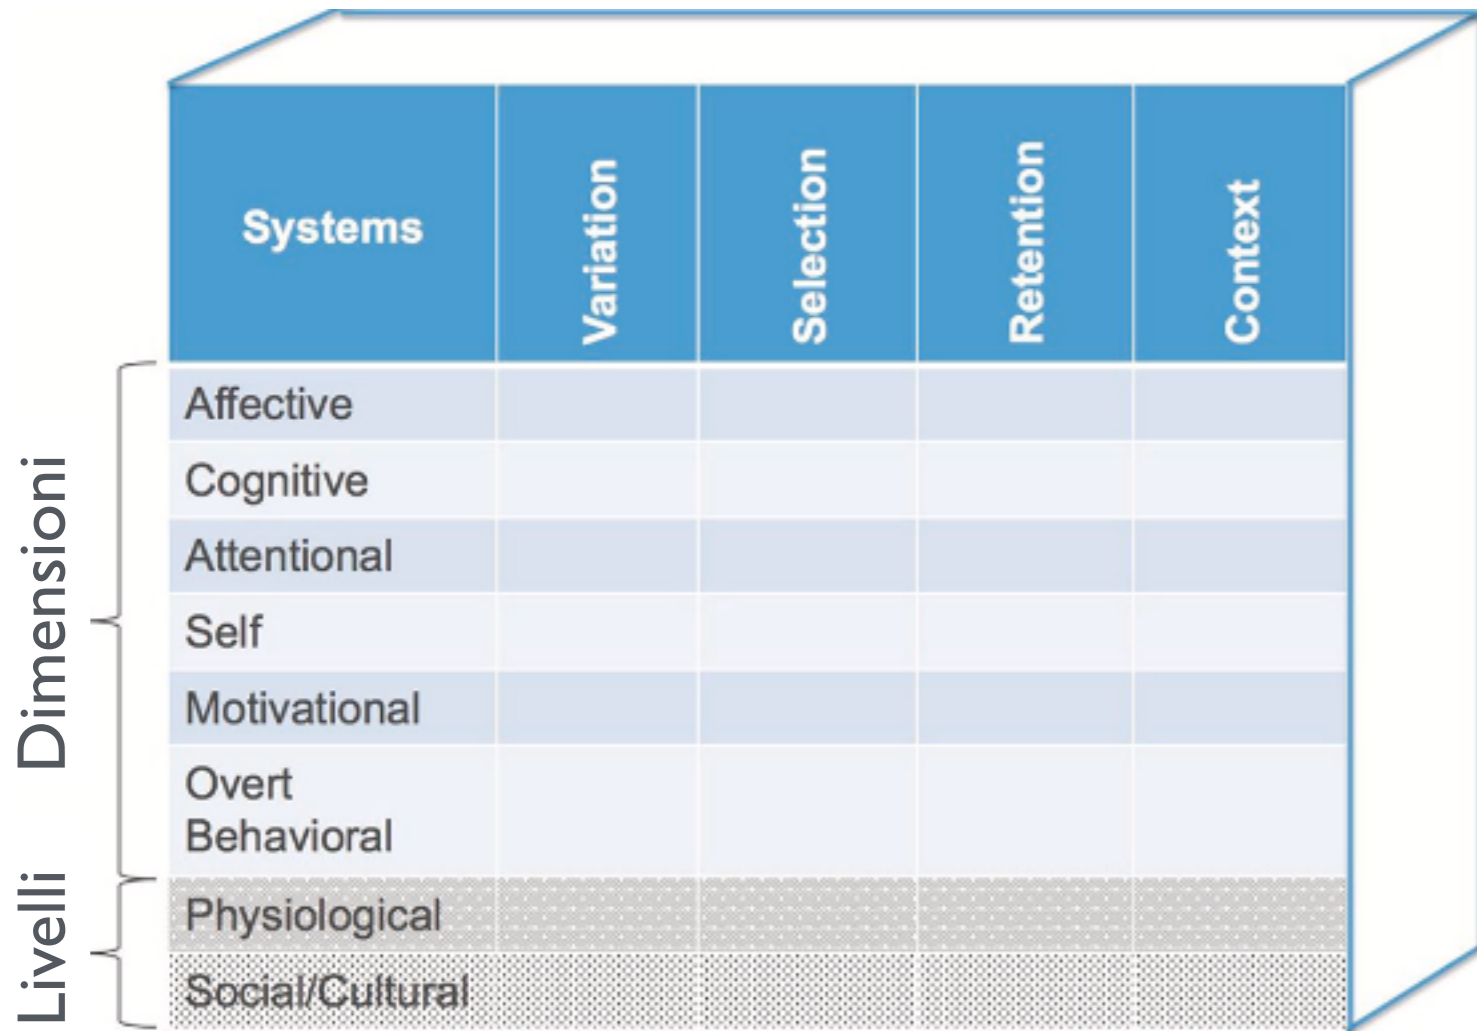 Systems
Variation
Selection
Retention
Context
Dimensioni
Affective
Cognitive
Attentional
Self
Motivational
Overt
Behavioral
Livelli
Physiological
Social/Cultural